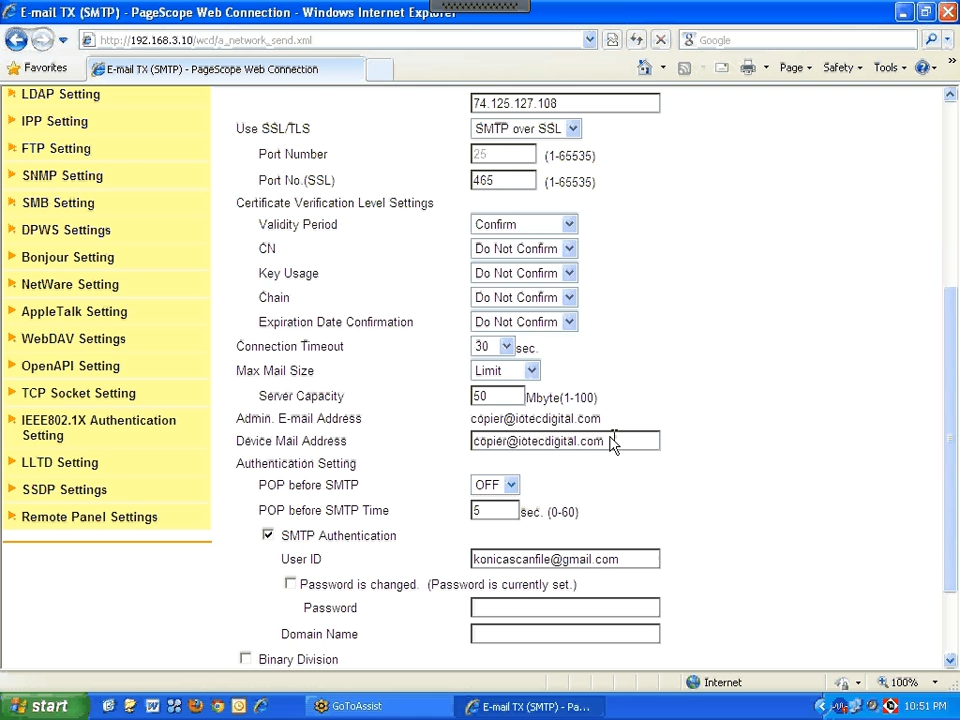 E-mail TX (SMTP) - PageScope Web Connection - Windows Internet Explorer
http://192.168.3.10/wcd/a_network_send.xml
Google
Favorites
E-mail TX (SMTP) - PageScope Web Connection
Page
Safety
Tools
LDAP Setting
IPP Setting
FTP Setting
SNMP Setting
SMB Setting
DPWS Settings
Bonjour Setting
NetWare Setting
AppleTalk Setting
WebDAV Settings
OpenAPI Setting
TCP Socket Setting
IEEE802.1X Authentication
Setting
LLTD Setting
SSDP Settings
Remote Panel Settings
74.125.127.108
Use SSL/TLS SMTP over SSL
Port Number 25 (1-65535)
Port No.(SSL) 465 (1-65535)
Certificate Verification Level Settings
Validity Period Confirm
CN Do Not Confirm
Key Usage Do Not Confirm
Chain Do Not Confirm
Expiration Date Confirmation Do Not Confirm
Connection Timeout 30 sec.
Max Mail Size Limit
Server Capacity 50 Mbyte(1-100)
Admin. E-mail Address copier@iotecdigital.com
Device Mail Address copier@iotecdigital.com
Authentication Setting
POP before SMTP OFF
POP before SMTP Time 5 sec. (0-60)
SMTP Authentication
User ID konicascanfile@gmail.com
Password is changed. (Password is currently set.)
Password
Domain Name
Binary Division
Internet 100%
start GoToAssist E-mail TX (SMTP) - Pa... 10:51 PM